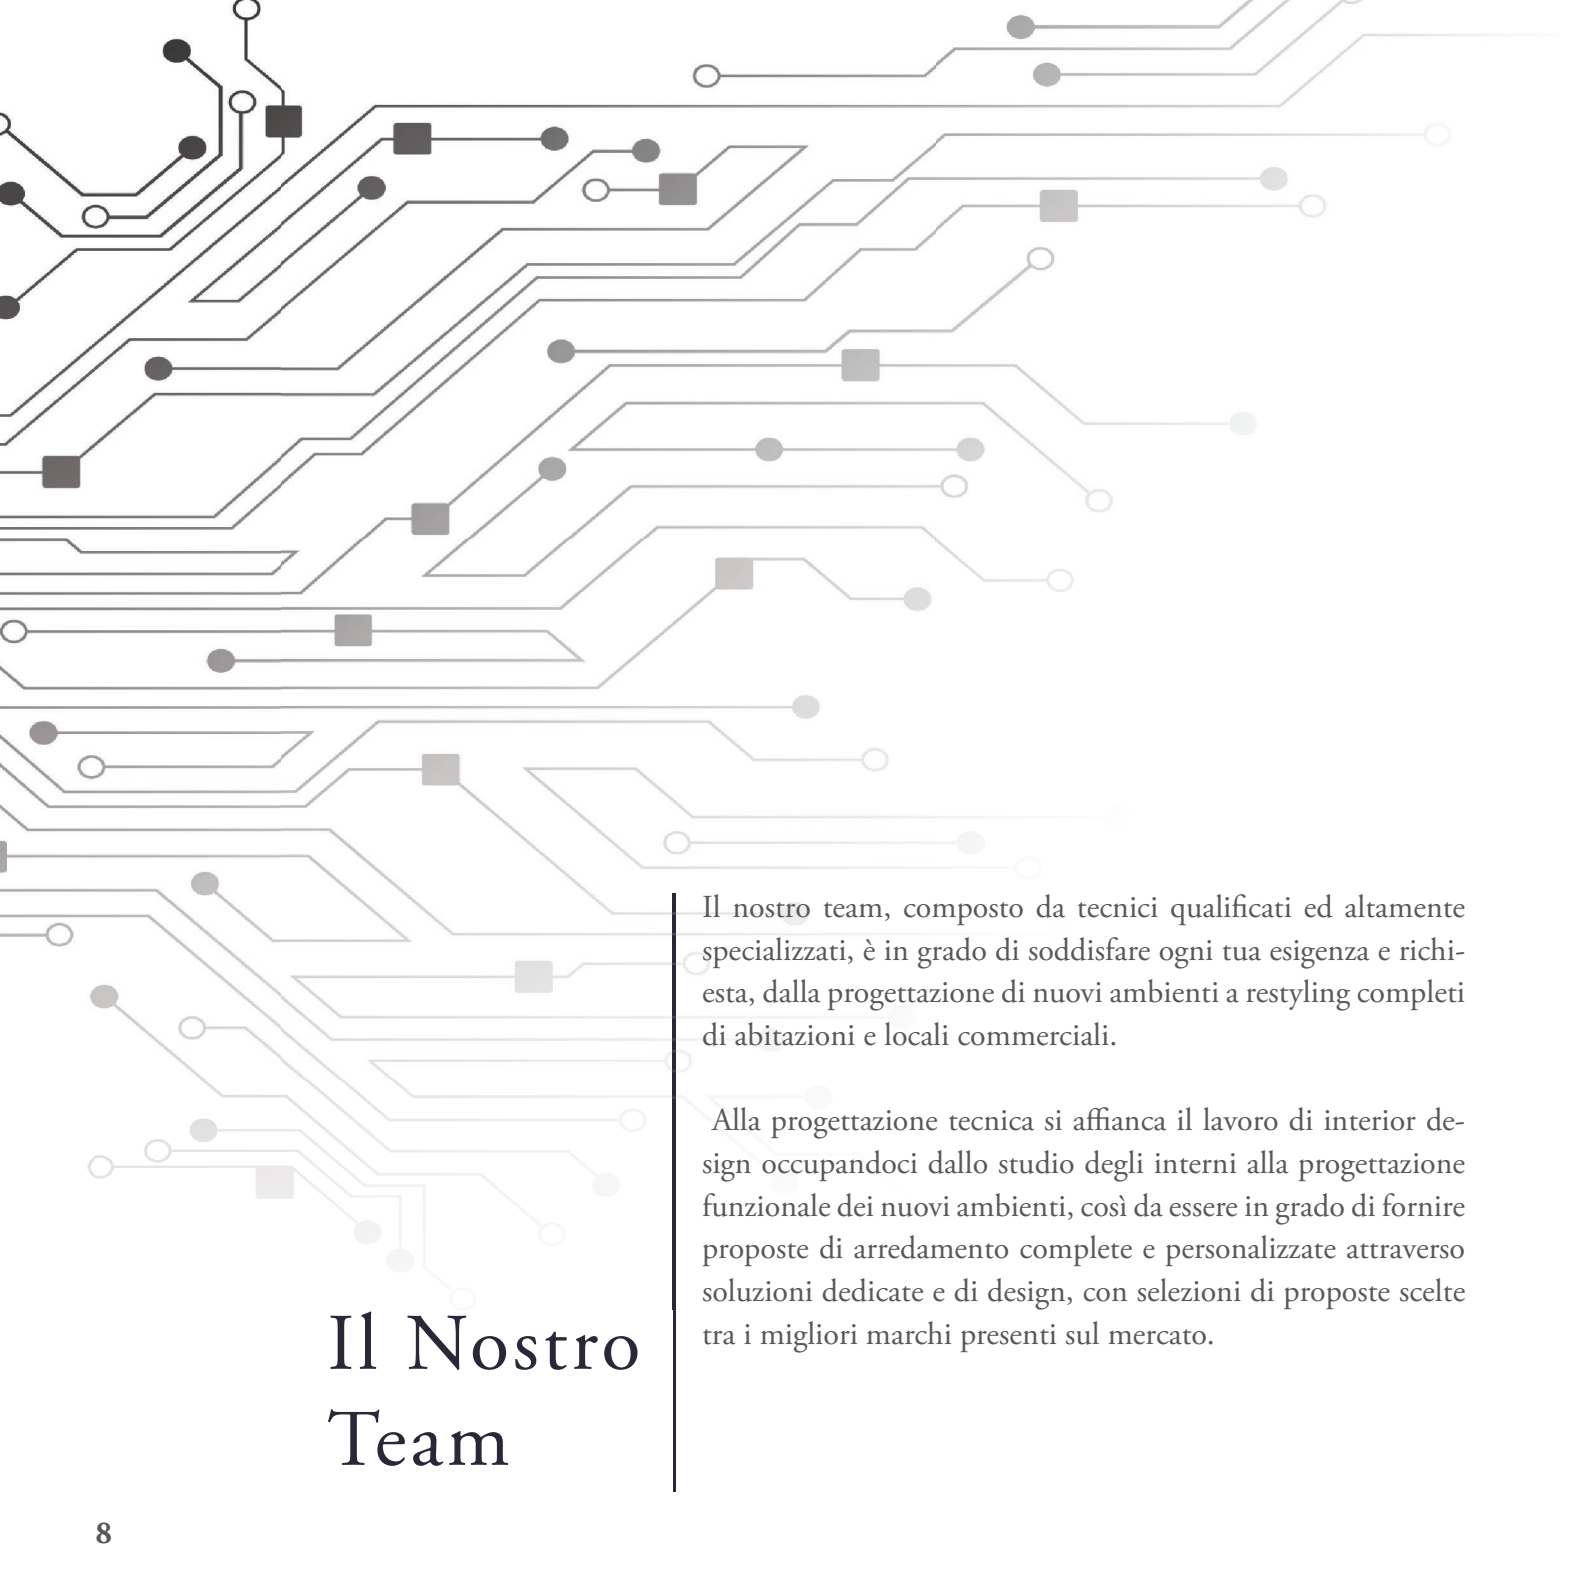 Il nostro team, composto da tecnici qualificati ed altamente
specializzati, è in grado di soddisfare ogni tua esigenza e richi-
esta, dalla progettazione di nuovi ambienti a restyling completi
di abitazioni e locali commerciali.
Alla progettazione tecnica si affianca il lavoro di interior de-
sign occupandoci dallo studio degli interni alla progettazione
funzionale dei nuovi ambienti, così da essere in grado di fornire
proposte di arredamento complete e personalizzate attraverso
soluzioni dedicate e di design, con selezioni di proposte scelte
tra i migliori marchi presenti sul mercato.
Il Nostro
Team
8